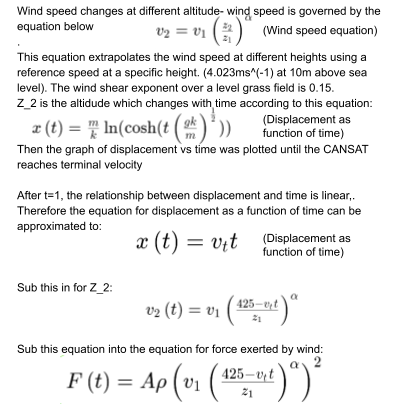 Wind speed changes at different altitude- wind speed is governed by the
equation below v₂ = v₁ (z₂/z₁)^α (Wind speed equation)
.
This equation extrapolates the wind speed at different heights using a
reference speed at a specific height. (4.023ms^(-1) at 10m above sea
level). The wind shear exponent over a level grass field is 0.15.
Z_2 is the altidude which changes with time according to this equation:
x (t) = m/k ln(cosh(t (gk/m)^(1/2))) (Displacement as
function of time)
Then the graph of displacement vs time was plotted until the CANSAT
reaches terminal velocity
After t=1, the relationship between displacement and time is linear,.
Therefore the equation for displacement as a function of time can be
approximated to:
x (t) = vₜt (Displacement as
function of time)
Sub this in for Z_2:
v₂ (t) = v₁ ((425−vₜt)/z₁)^α
Sub this equation into the equation for force exerted by wind:
F (t) = Aρ (v₁ ((425−vₜt)/z₁)^α)²